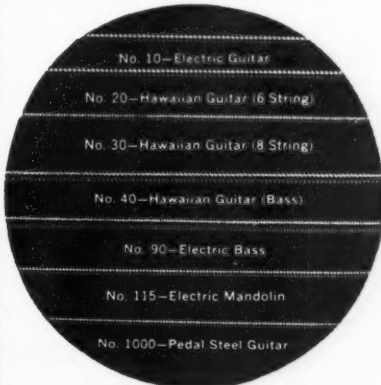 No. 10—Electric Guitar
No. 20—Hawaiian Guitar (6 String)
No. 30—Hawaiian Guitar (8 String)
No. 40—Hawaiian Guitar (Bass)
No. 90—Electric Bass
No. 115—Electric Mandolin
No. 1000—Pedal Steel Guitar